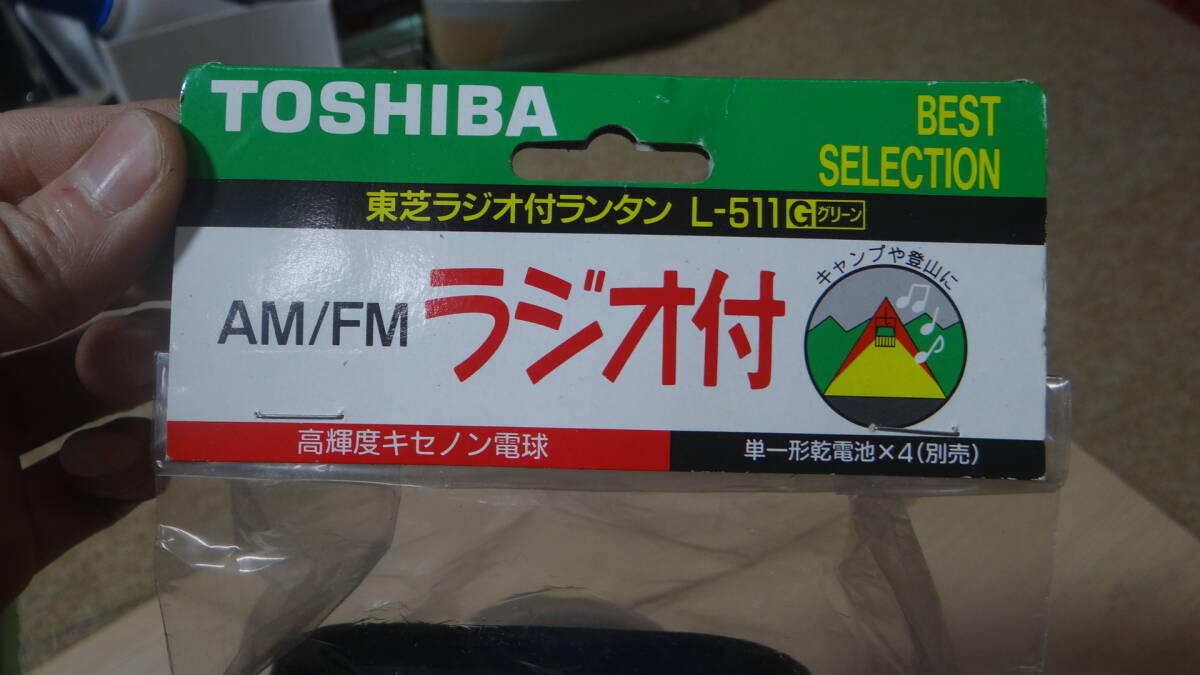 TOSHIBA
BEST
SELECTION
東芝ラジオ付ランタン L-511 G グリーン
キャンプや登山に
AM/FM ラジオ付
高輝度キセノン電球
単一形乾電池×4(別売)